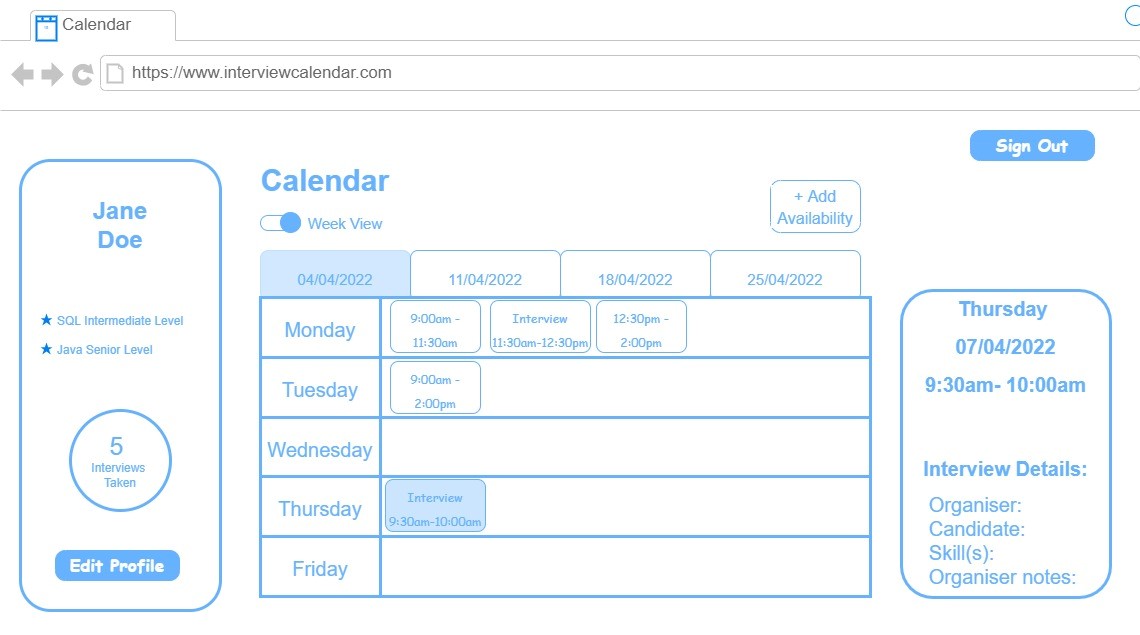 Calendar
https://www.interviewcalendar.com
Sign Out
Jane
Doe
SQL Intermediate Level
Java Senior Level
5
Interviews
Taken
Edit Profile
Calendar
Week View
+ Add
Availability
04/04/2022
11/04/2022
18/04/2022
25/04/2022
Monday
9:00am -
11:30am
Interview
11:30am-12:30pm
12:30pm -
2:00pm
Tuesday
9:00am -
2:00pm
Wednesday
Thursday
Interview
9:30am-10:00am
Friday
Thursday
07/04/2022
9:30am- 10:00am
Interview Details:
Organiser:
Candidate:
Skill(s):
Organiser notes: